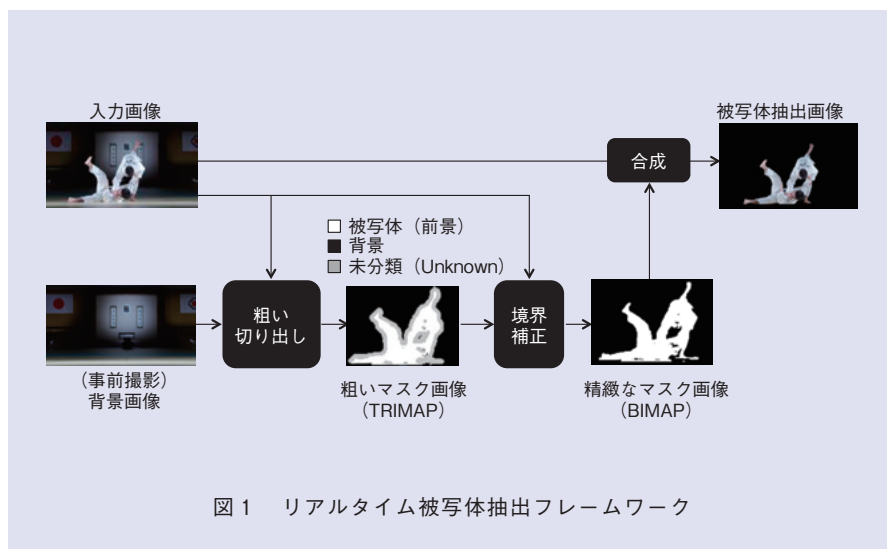 入力画像
被写体抽出画像
合成
□ 被写体（前景）
■ 背景
■ 未分類（Unknown）
粗い
切り出し
境界
補正
（事前撮影）
背景画像
粗いマスク画像
（TRIMAP）
精緻なマスク画像
（BIMAP）
図1 リアルタイム被写体抽出フレームワーク